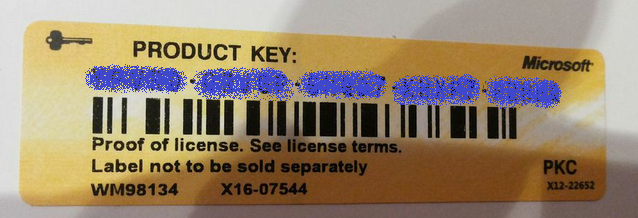 PRODUCT KEY:
Microsoft
Proof of license. See license terms.
Label not to be sold separately
PKC
WM98134 X16-07544
X12-22652